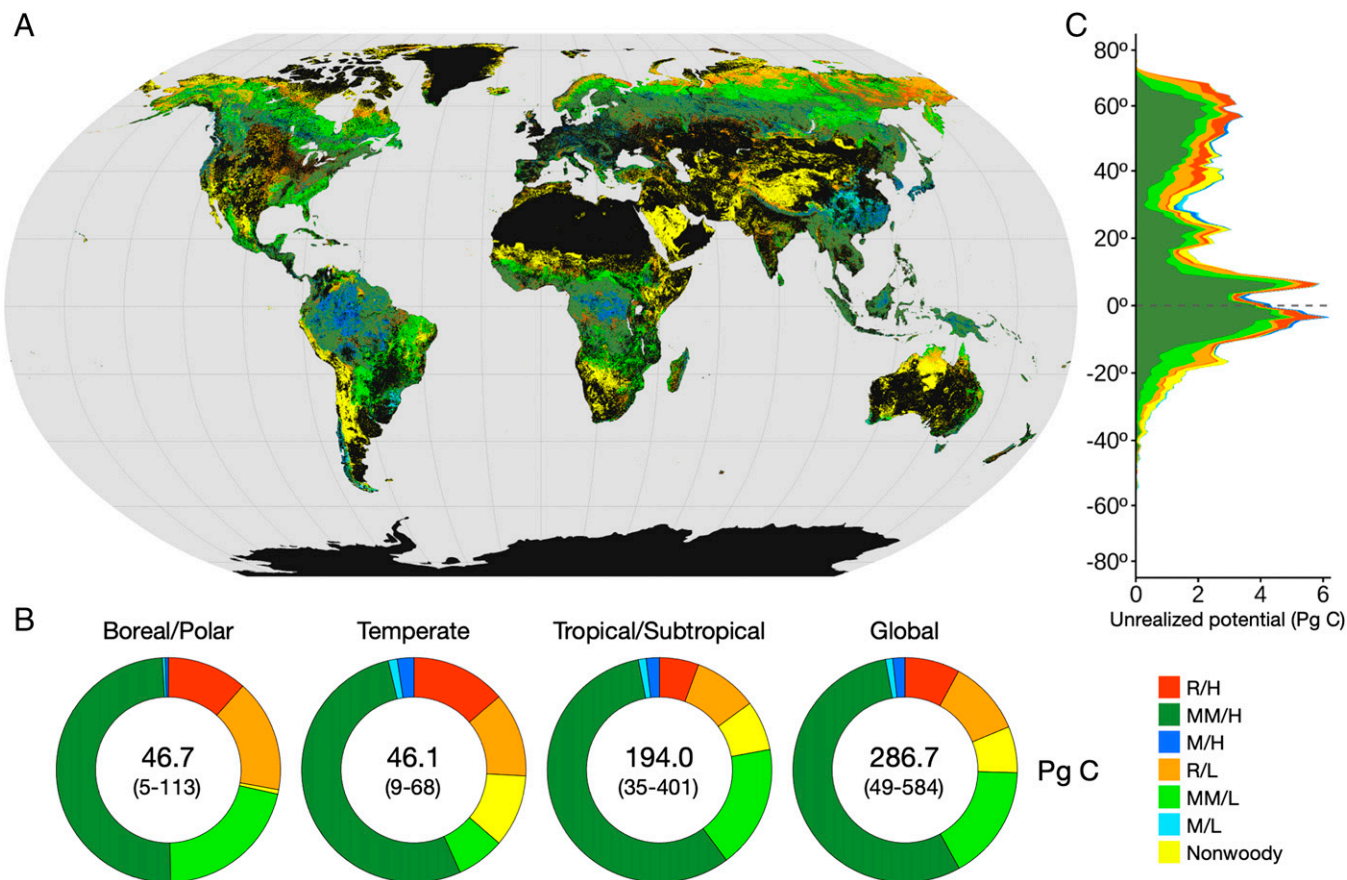 A
C
80º
60º
40º
20º
0º
-20º
-40º
-60º
-80º
0 2 4 6
Unrealized potential (Pg C)
B
Boreal/Polar Temperate Tropical/Subtropical Global
46.7 46.1 194.0 286.7
(5-113) (9-68) (35-401) (49-584)
Pg C
R/H
MM/H
M/H
R/L
MM/L
M/L
Nonwoody